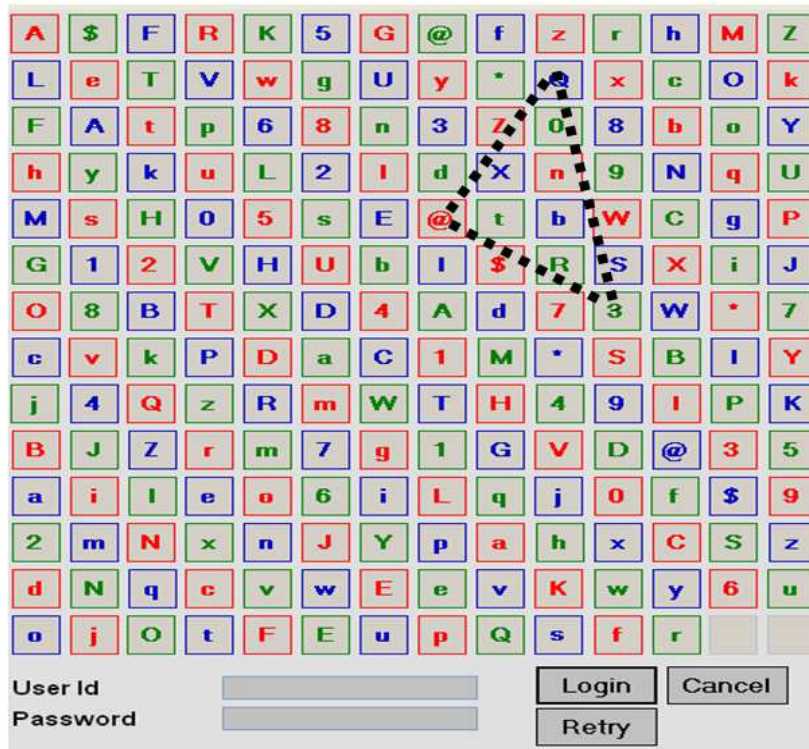 A $ F R K 5 G @ f z r h M Z
L e T V w g U y * Q x c O k
F A t p 6 8 n 3 Z 0 8 b o Y
h y k u L 2 I d X n 9 N q U
M s H 0 5 s E @ t b W C g P
G 1 2 V H U b I $ R S X i J
O 8 B T X D 4 A d 7 3 W * 7
c v k P D a C 1 M * S B I Y
j 4 Q z R m W T H 4 9 I P K
B J Z r m 7 g 1 G V D @ 3 5
a i l e o 6 i L q j 0 f $ 9
2 m N x n J Y p a h x C S z
d N q c v w E e v K w y 6 u
o j O t F E u p Q s f r
User Id Login Cancel
Password Retry